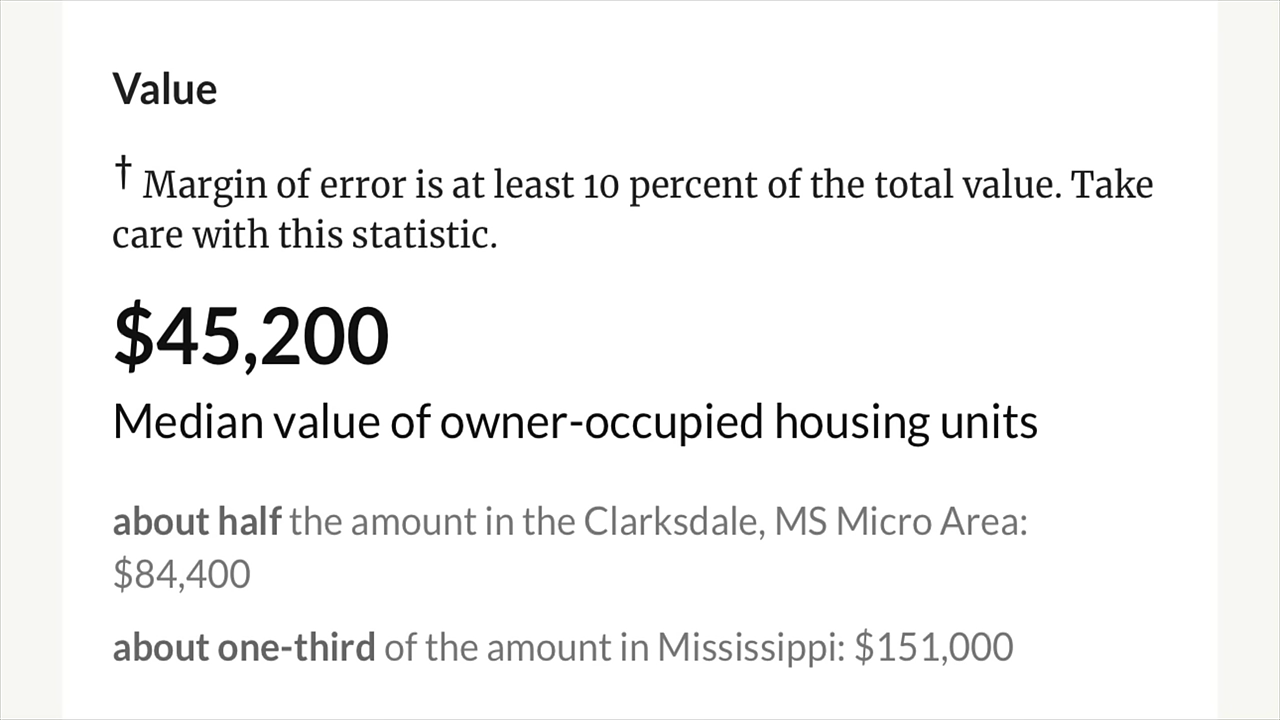 Value
† Margin of error is at least 10 percent of the total value. Take
care with this statistic.
$45,200
Median value of owner-occupied housing units
about half the amount in the Clarksdale, MS Micro Area:
$84,400
about one-third of the amount in Mississippi: $151,000